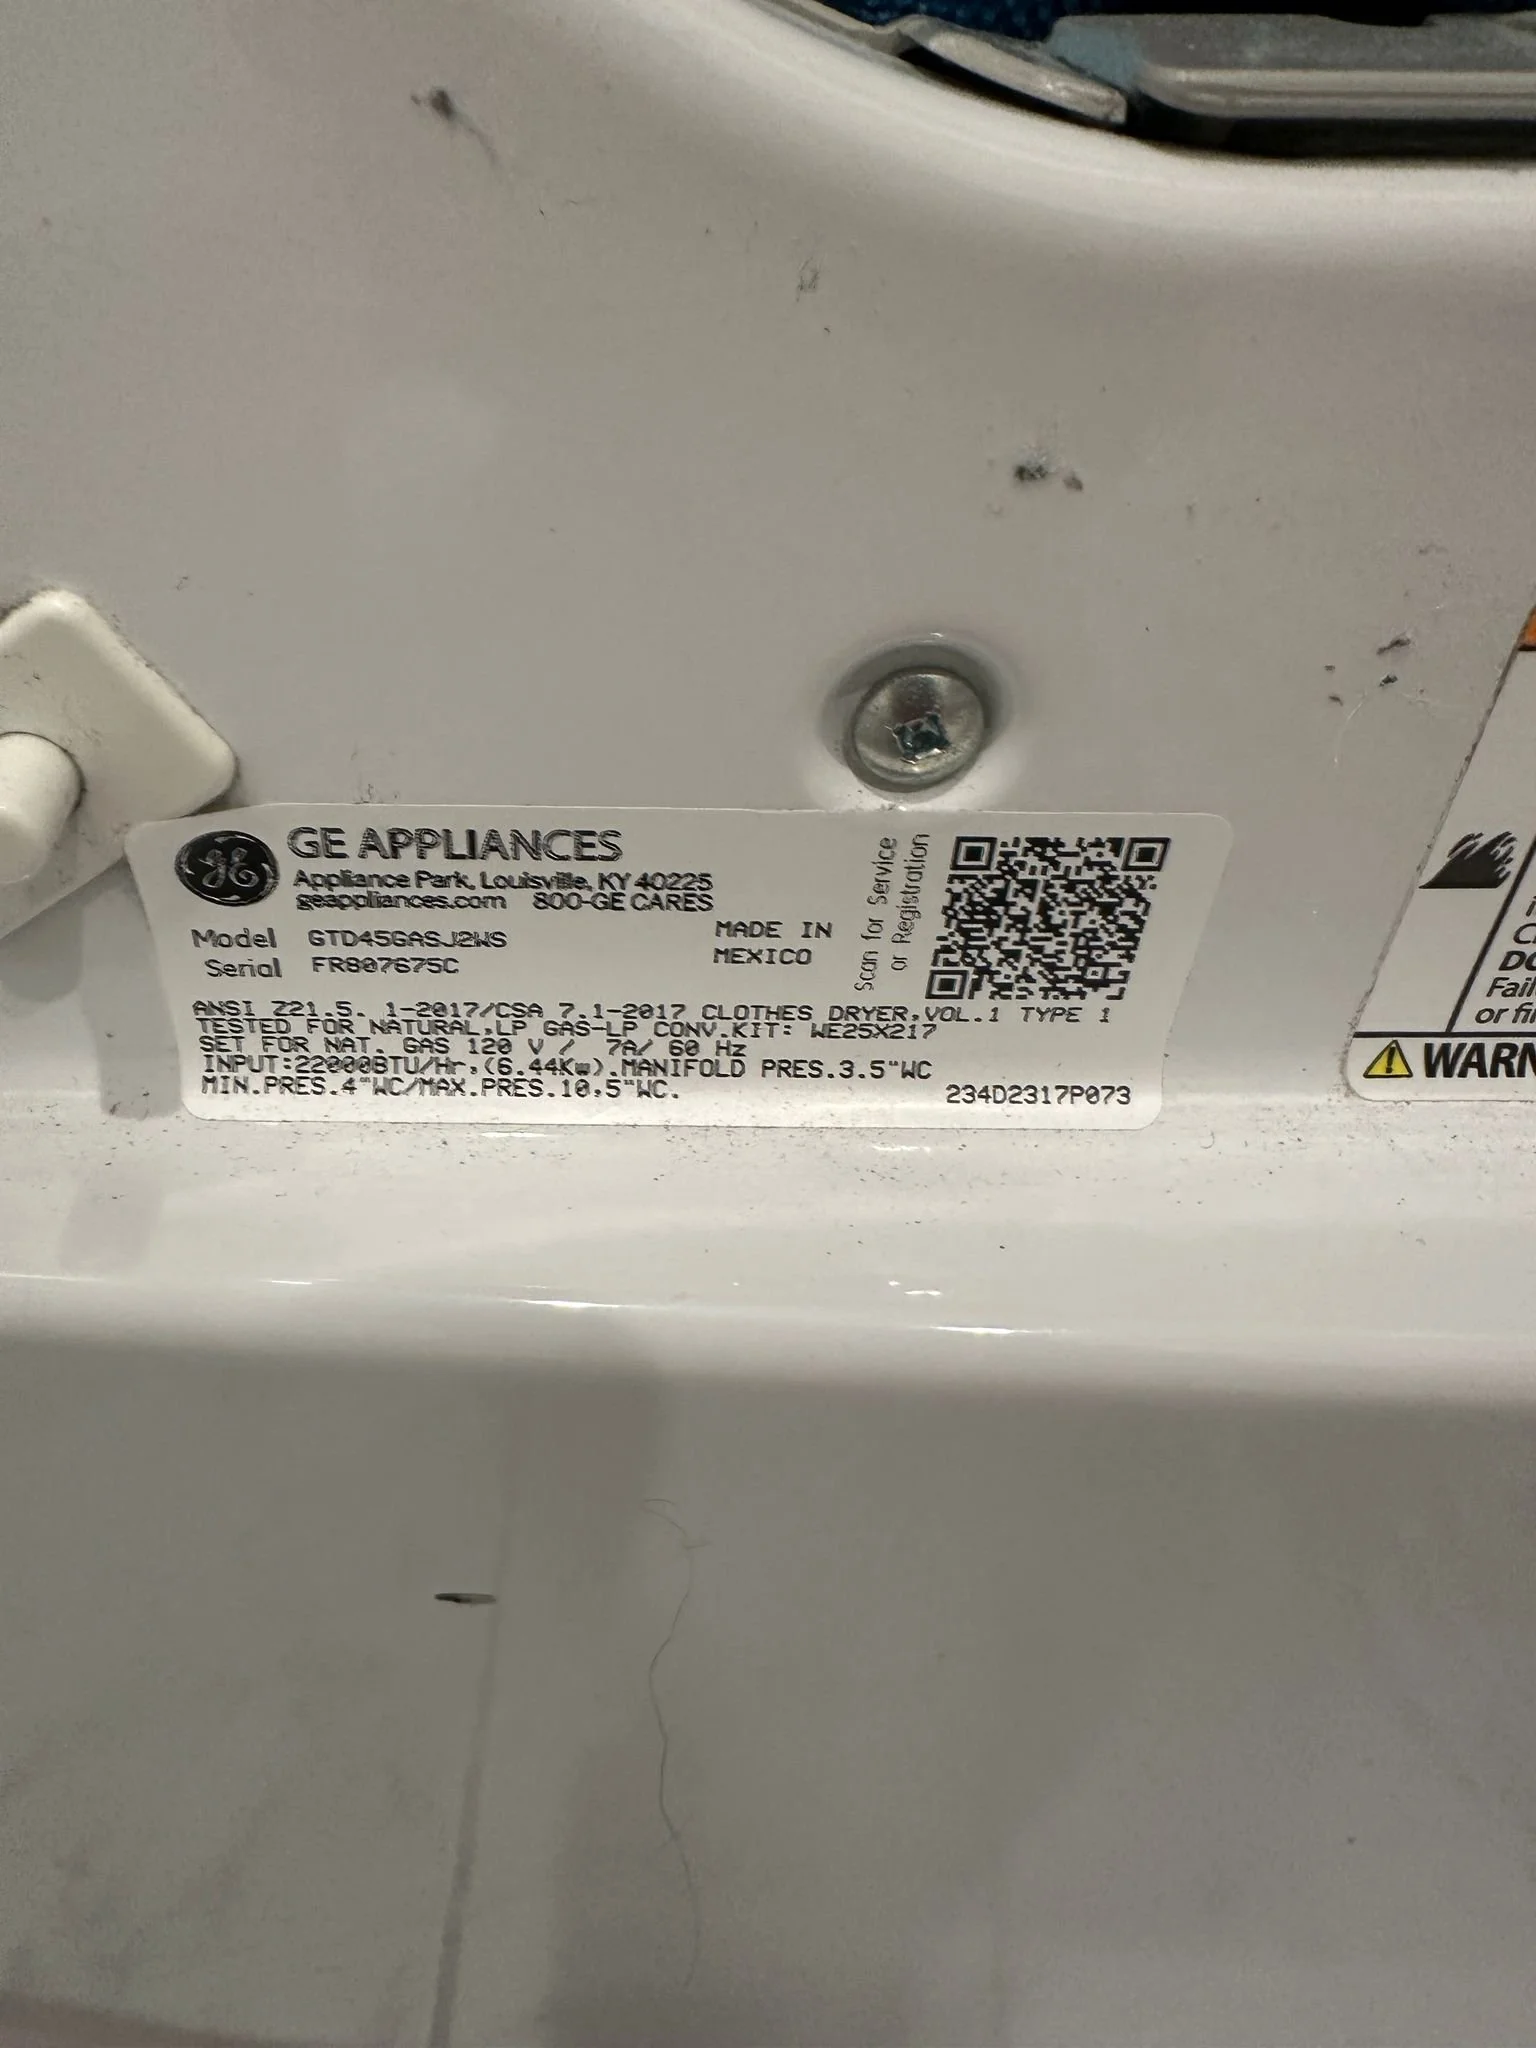 GE APPLIANCES
Appliance Park, Louisville, KY 40225
geappliances.com 800-GE CARES
Model GTD45GASJ2WS
Serial FR807675C
MADE IN
MEXICO
Scan for Service
or Registration
ANSI Z21.5. 1-2017/CSA 7.1-2017 CLOTHES DRYER,VOL.1 TYPE 1
TESTED FOR NATURAL,LP GAS-LP CONV.KIT: WE25X217
SET FOR NAT. GAS 120 V / 7A/ 60 Hz
INPUT:22000BTU/Hr,(6.44Kw).MANIFOLD PRES.3.5"WC
MIN.PRES.4"WC/MAX.PRES.10,5"WC.
234D2317P073
DO
Fail
or fi
WARN